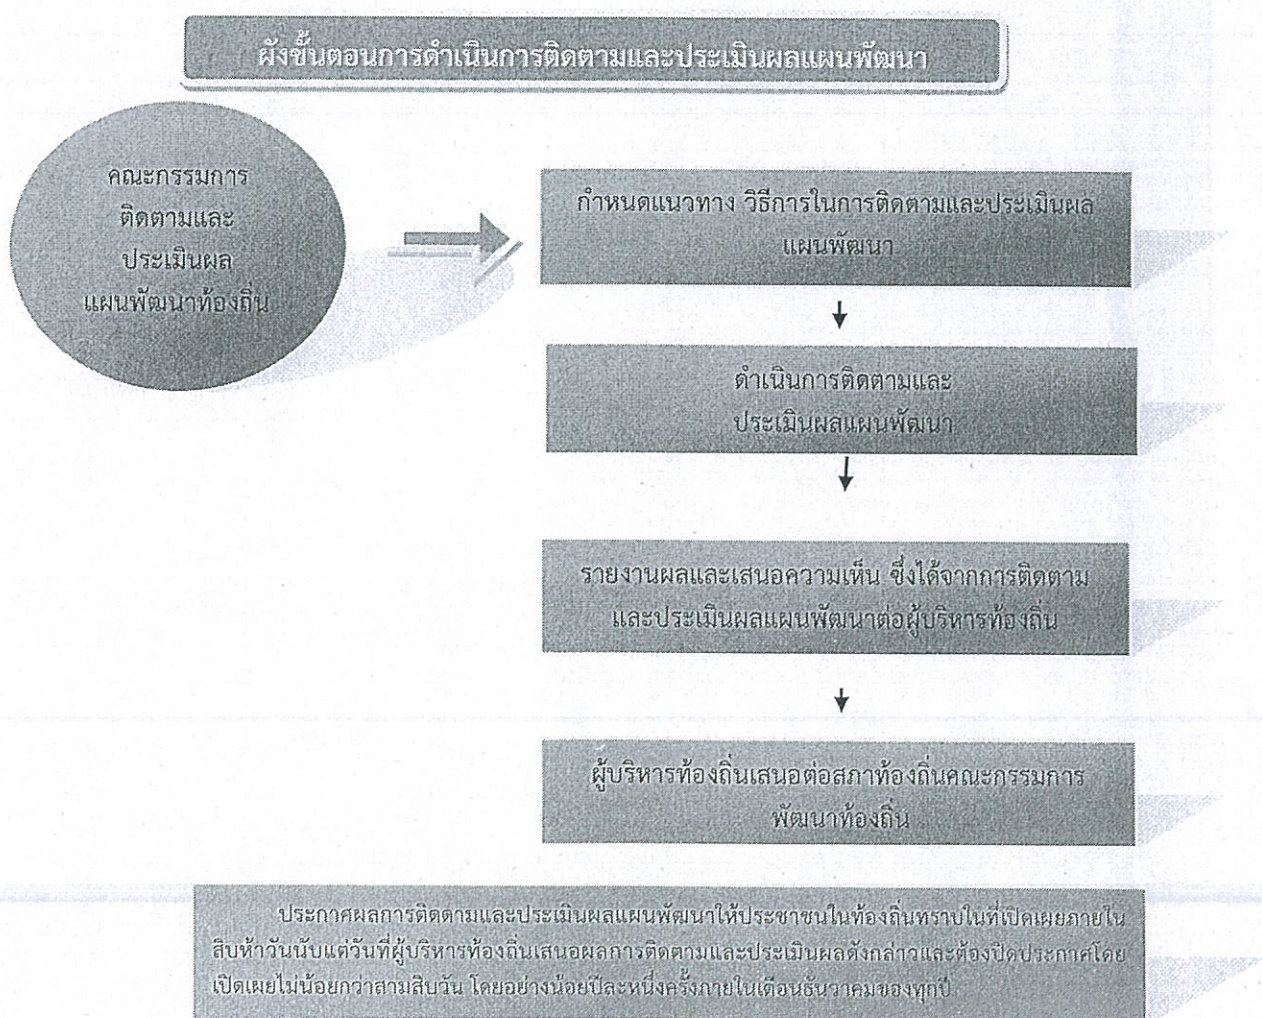 ผังขั้นตอนการดำเนินการติดตามและประเมินผลแผนพัฒนา
คณะกรรมการ
ติดตามและ
ประเมินผล
แผนพัฒนาท้องถิ่น
กำหนดแนวทาง วิธีการในการติดตามและประเมินผล
แผนพัฒนา
ดำเนินการติดตามและ
ประเมินผลแผนพัฒนา
รายงานผลและเสนอความเห็น ซึ่งได้จากการติดตาม
และประเมินผลแผนพัฒนาต่อผู้บริหารท้องถิ่น
ผู้บริหารท้องถิ่นเสนอต่อสภาท้องถิ่นคณะกรรมการ
พัฒนาท้องถิ่น
ประกาศผลการติดตามและประเมินผลแผนพัฒนาให้ประชาชนในท้องถิ่นทราบในที่เปิดเผยภายใน
สิบห้าวันนับแต่วันที่ผู้บริหารท้องถิ่นเสนอผลการติดตามและประเมินผลดังกล่าวและต้องปิดประกาศโดย
เปิดเผยไม่น้อยกว่าสามสิบวัน โดยอย่างน้อยปีละหนึ่งครั้งภายในเดือนธันวาคมของทุกปี